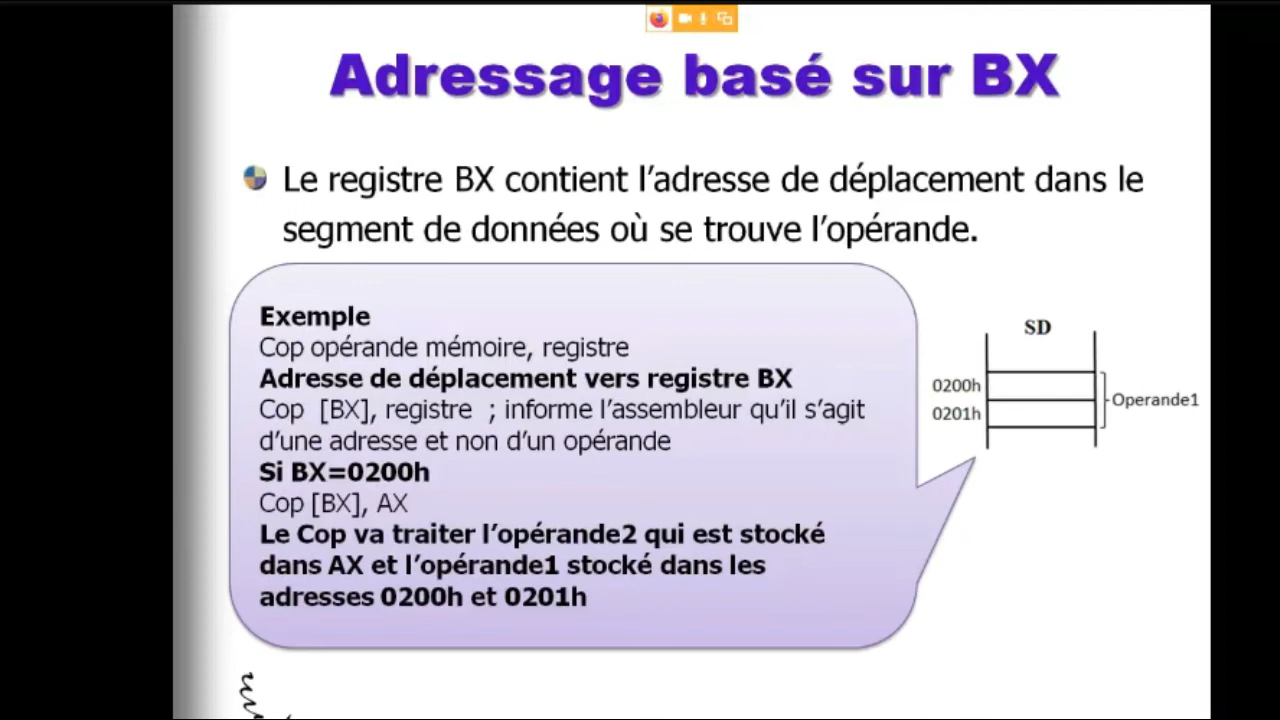 Adressage basé sur BX
Le registre BX contient l’adresse de déplacement dans le
segment de données où se trouve l’opérande.
Exemple
Cop opérande mémoire, registre
Adresse de déplacement vers registre BX
Cop [BX], registre ; informe l’assembleur qu’il s’agit
d’une adresse et non d’un opérande
Si BX=0200h
Cop [BX], AX
Le Cop va traiter l’opérande2 qui est stocké
dans AX et l’opérande1 stocké dans les
adresses 0200h et 0201h
SD
0200h
0201h
Operande1